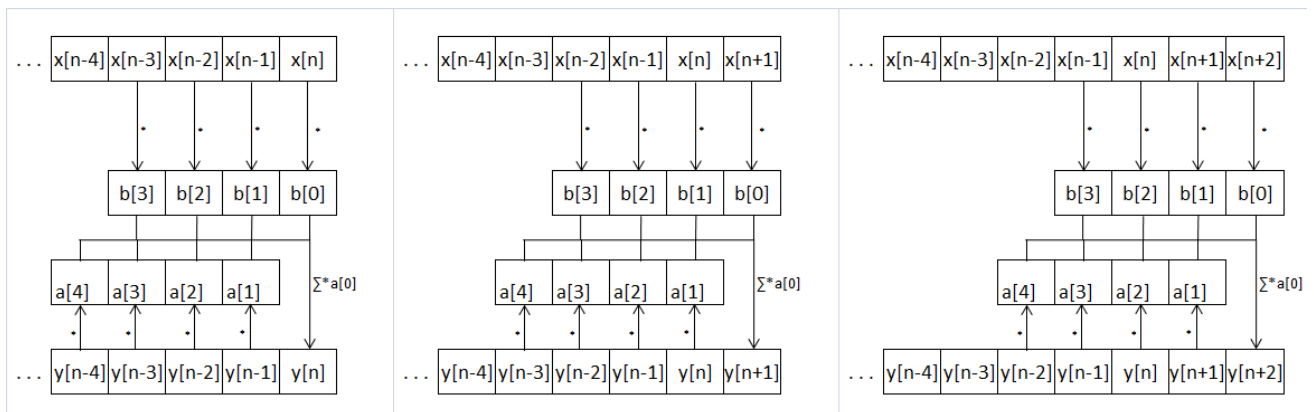 ... x[n-4] x[n-3] x[n-2] x[n-1] x[n]
* * * *
b[3] b[2] b[1] b[0]
a[4] a[3] a[2] a[1]
∑*a[0]
* * * *
... y[n-4] y[n-3] y[n-2] y[n-1] y[n]
... x[n-4] x[n-3] x[n-2] x[n-1] x[n] x[n+1]
* * * *
b[3] b[2] b[1] b[0]
a[4] a[3] a[2] a[1]
∑*a[0]
* * * *
... y[n-4] y[n-3] y[n-2] y[n-1] y[n] y[n+1]
... x[n-4] x[n-3] x[n-2] x[n-1] x[n] x[n+1] x[n+2]
* * * *
b[3] b[2] b[1] b[0]
a[4] a[3] a[2] a[1]
∑*a[0]
* * * *
... y[n-4] y[n-3] y[n-2] y[n-1] y[n] y[n+1] y[n+2]